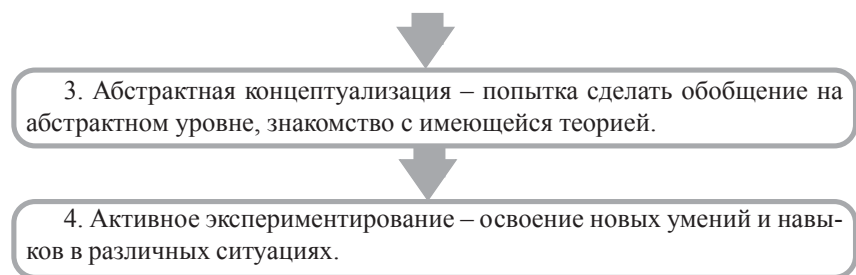 3. Абстрактная концептуализация – попытка сделать обобщение на
абстрактном уровне, знакомство с имеющейся теорией.
4. Активное экспериментирование – освоение новых умений и навы-
ков в различных ситуациях.